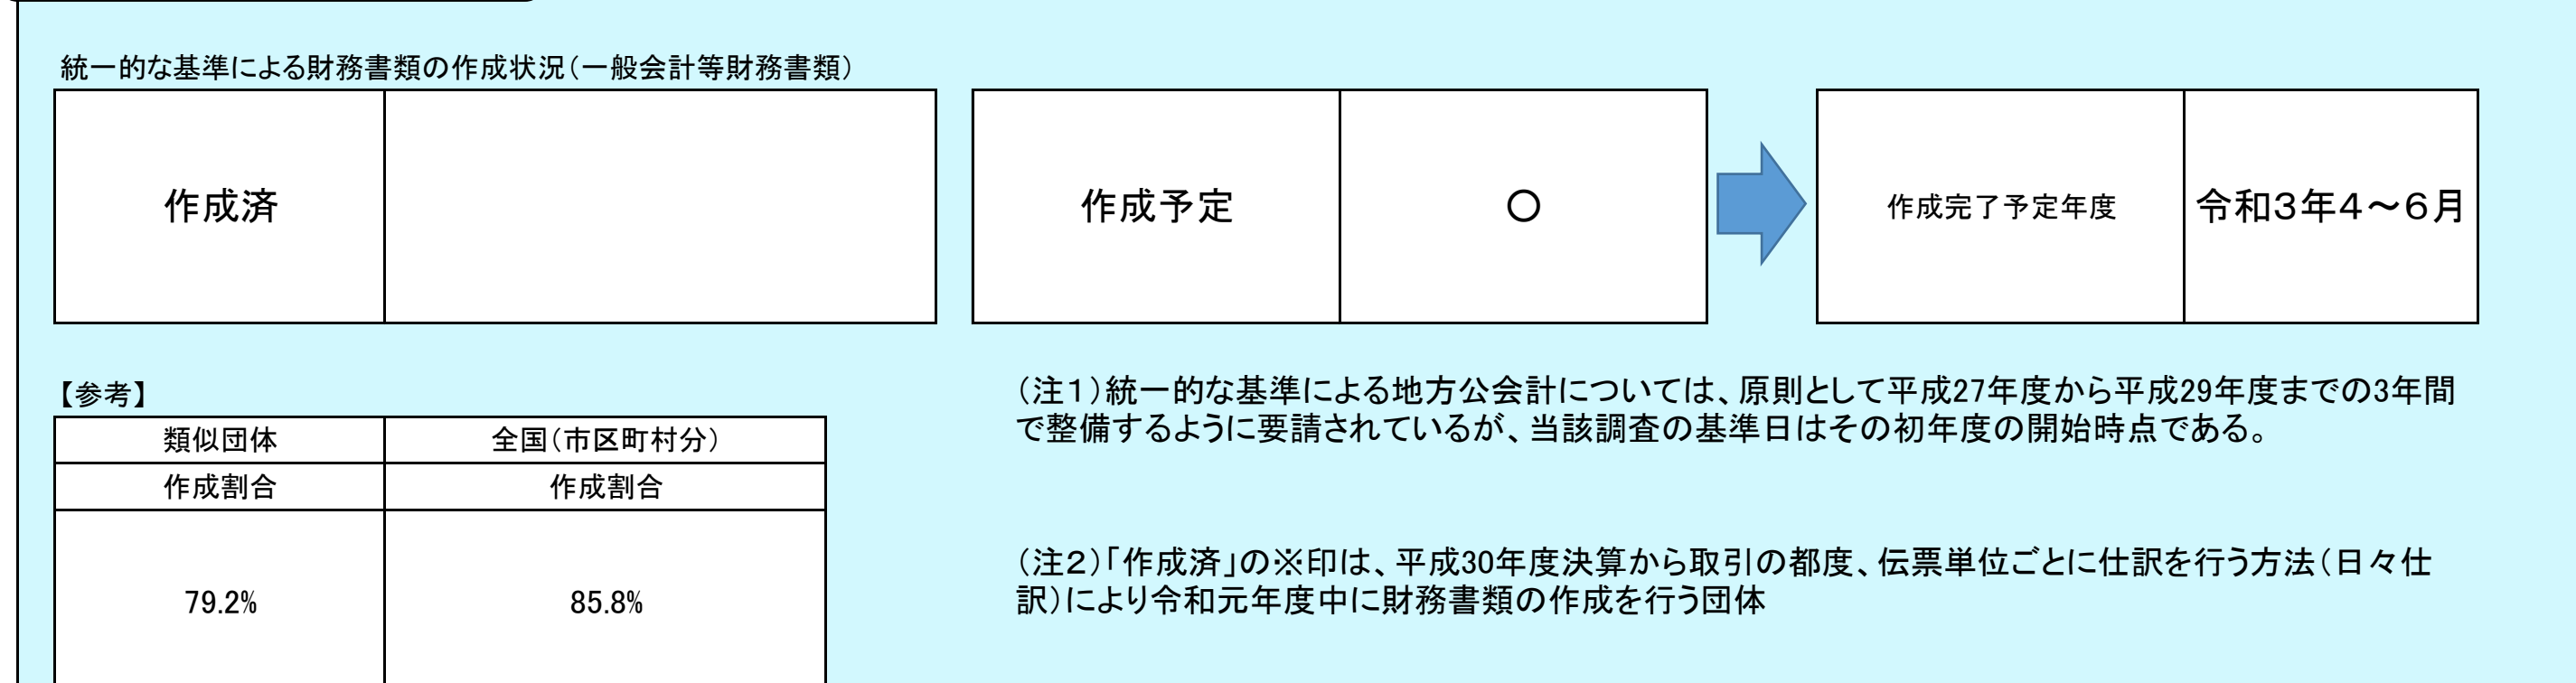 統一的な基準による財務書類の作成状況（一般会計等財務書類）
作成済
作成予定
○
作成完了予定年度
令和3年4～6月
【参考】
類似団体
全国（市区町村分）
作成割合
作成割合
79.2%
85.8%
（注１）統一的な基準による地方公会計については、原則として平成27年度から平成29年度までの3年間
で整備するように要請されているが、当該調査の基準日はその初年度の開始時点である。
（注２）「作成済」の※印は、平成30年度決算から取引の都度、伝票単位ごとに仕訳を行う方法（日々仕
訳）により令和元年度中に財務書類の作成を行う団体